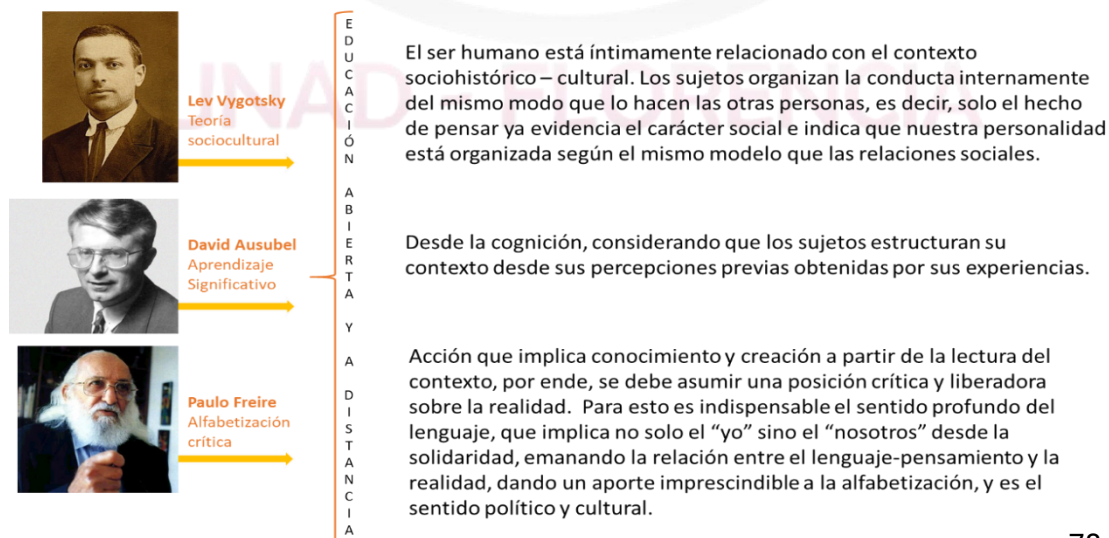 Lev Vygotsky
Teoría
sociocultural
David Ausubel
Aprendizaje
Significativo
Paulo Freire
Alfabetización
crítica
EDUCACIÓN ABIERTA Y A DISTANCIA
UNAD - FLORENCIA
El ser humano está íntimamente relacionado con el contexto
sociohistórico – cultural. Los sujetos organizan la conducta internamente
del mismo modo que lo hacen las otras personas, es decir, solo el hecho
de pensar ya evidencia el carácter social e indica que nuestra personalidad
está organizada según el mismo modelo que las relaciones sociales.
Desde la cognición, considerando que los sujetos estructuran su
contexto desde sus percepciones previas obtenidas por sus experiencias.
Acción que implica conocimiento y creación a partir de la lectura del
contexto, por ende, se debe asumir una posición crítica y liberadora
sobre la realidad. Para esto es indispensable el sentido profundo del
lenguaje, que implica no solo el “yo” sino el “nosotros” desde la
solidaridad, emanando la relación entre el lenguaje-pensamiento y la
realidad, dando un aporte imprescindible a la alfabetización, y es el
sentido político y cultural.